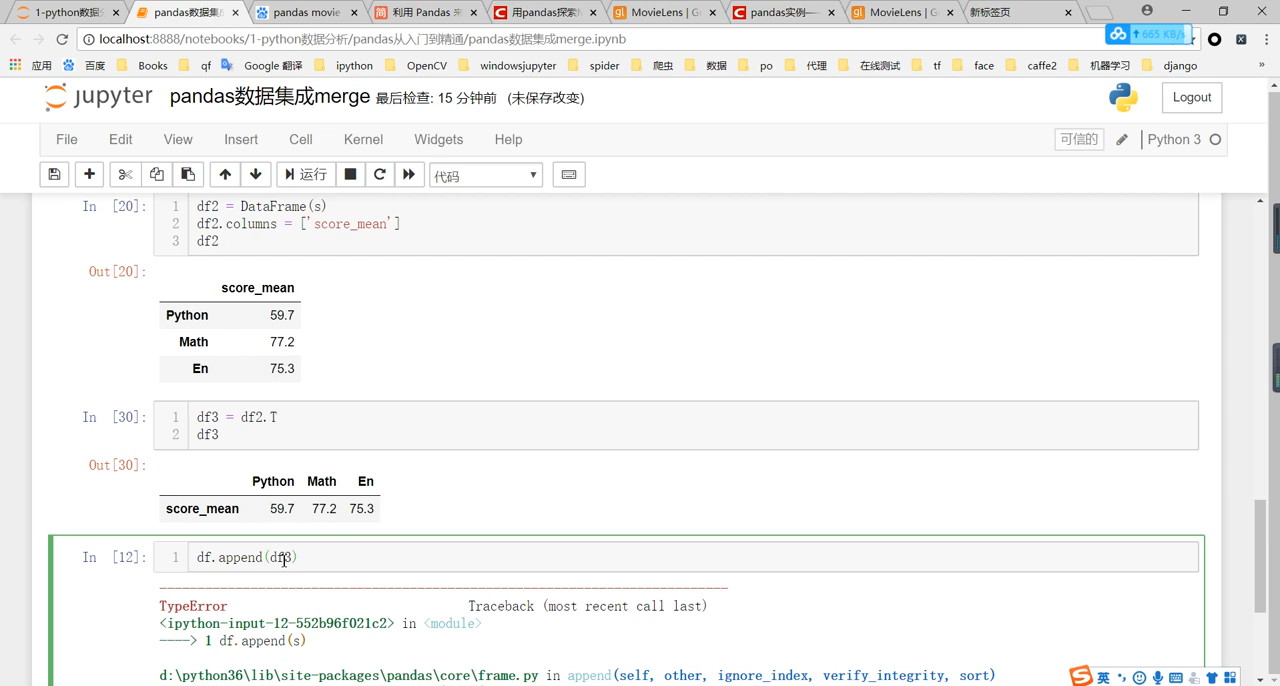 1-python数据分
pandas数据集
pandas movie
利用 Pandas 来
用pandas探索
MovieLens | Gr
pandas实例—
MovieLens | G
新标签页
localhost:8888/notebooks/1-python数据分析/pandas从入门到精通/pandas数据集成merge.ipynb
665 KB/s
应用 百度 Books qf Google 翻译 ipython OpenCV windowsjupyter spider 爬虫 数据 po 代理 在线测试 tf face caffe2 机器学习 django »
jupyter pandas数据集成merge 最后检查: 15 分钟前 (未保存改变) Logout
File Edit View Insert Cell Kernel Widgets Help 可信的 Python 3
运行 代码
In [20]: 1 df2 = DataFrame(s)
2 df2.columns = ['score_mean']
3 df2
Out[20]:
score_mean
Python 59.7
Math 77.2
En 75.3
In [30]: 1 df3 = df2.T
2 df3
Out[30]:
Python Math En
score_mean 59.7 77.2 75.3
In [12]: 1 df.append(df3)
TypeError Traceback (most recent call last)
<ipython-input-12-552b96f021c2> in <module>
----> 1 df.append(s)
d:\python36\lib\site-packages\pandas\core\frame.py in append(self, other, ignore_index, verify_integrity, sort)
英